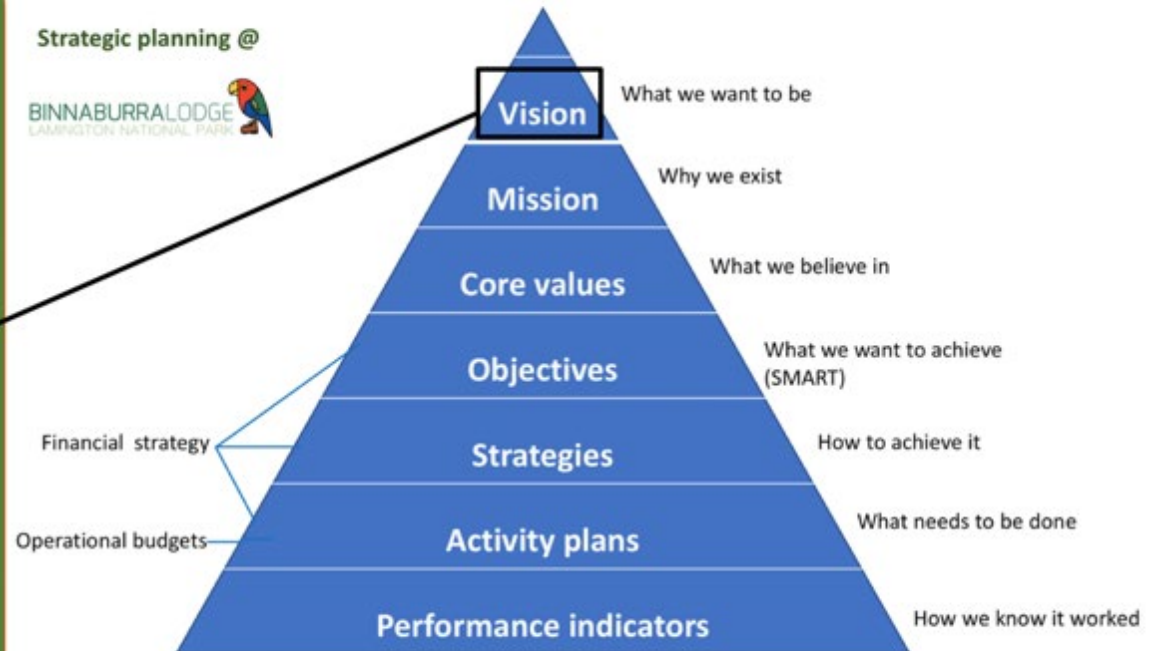 Strategic planning @
BINNABURRALODGE
LAMINGTON NATIONAL PARK
Vision
What we want to be
Mission
Why we exist
Core values
What we believe in
Objectives
What we want to achieve
(SMART)
Financial strategy
Strategies
How to achieve it
Operational budgets
Activity plans
What needs to be done
Performance indicators
How we know it worked